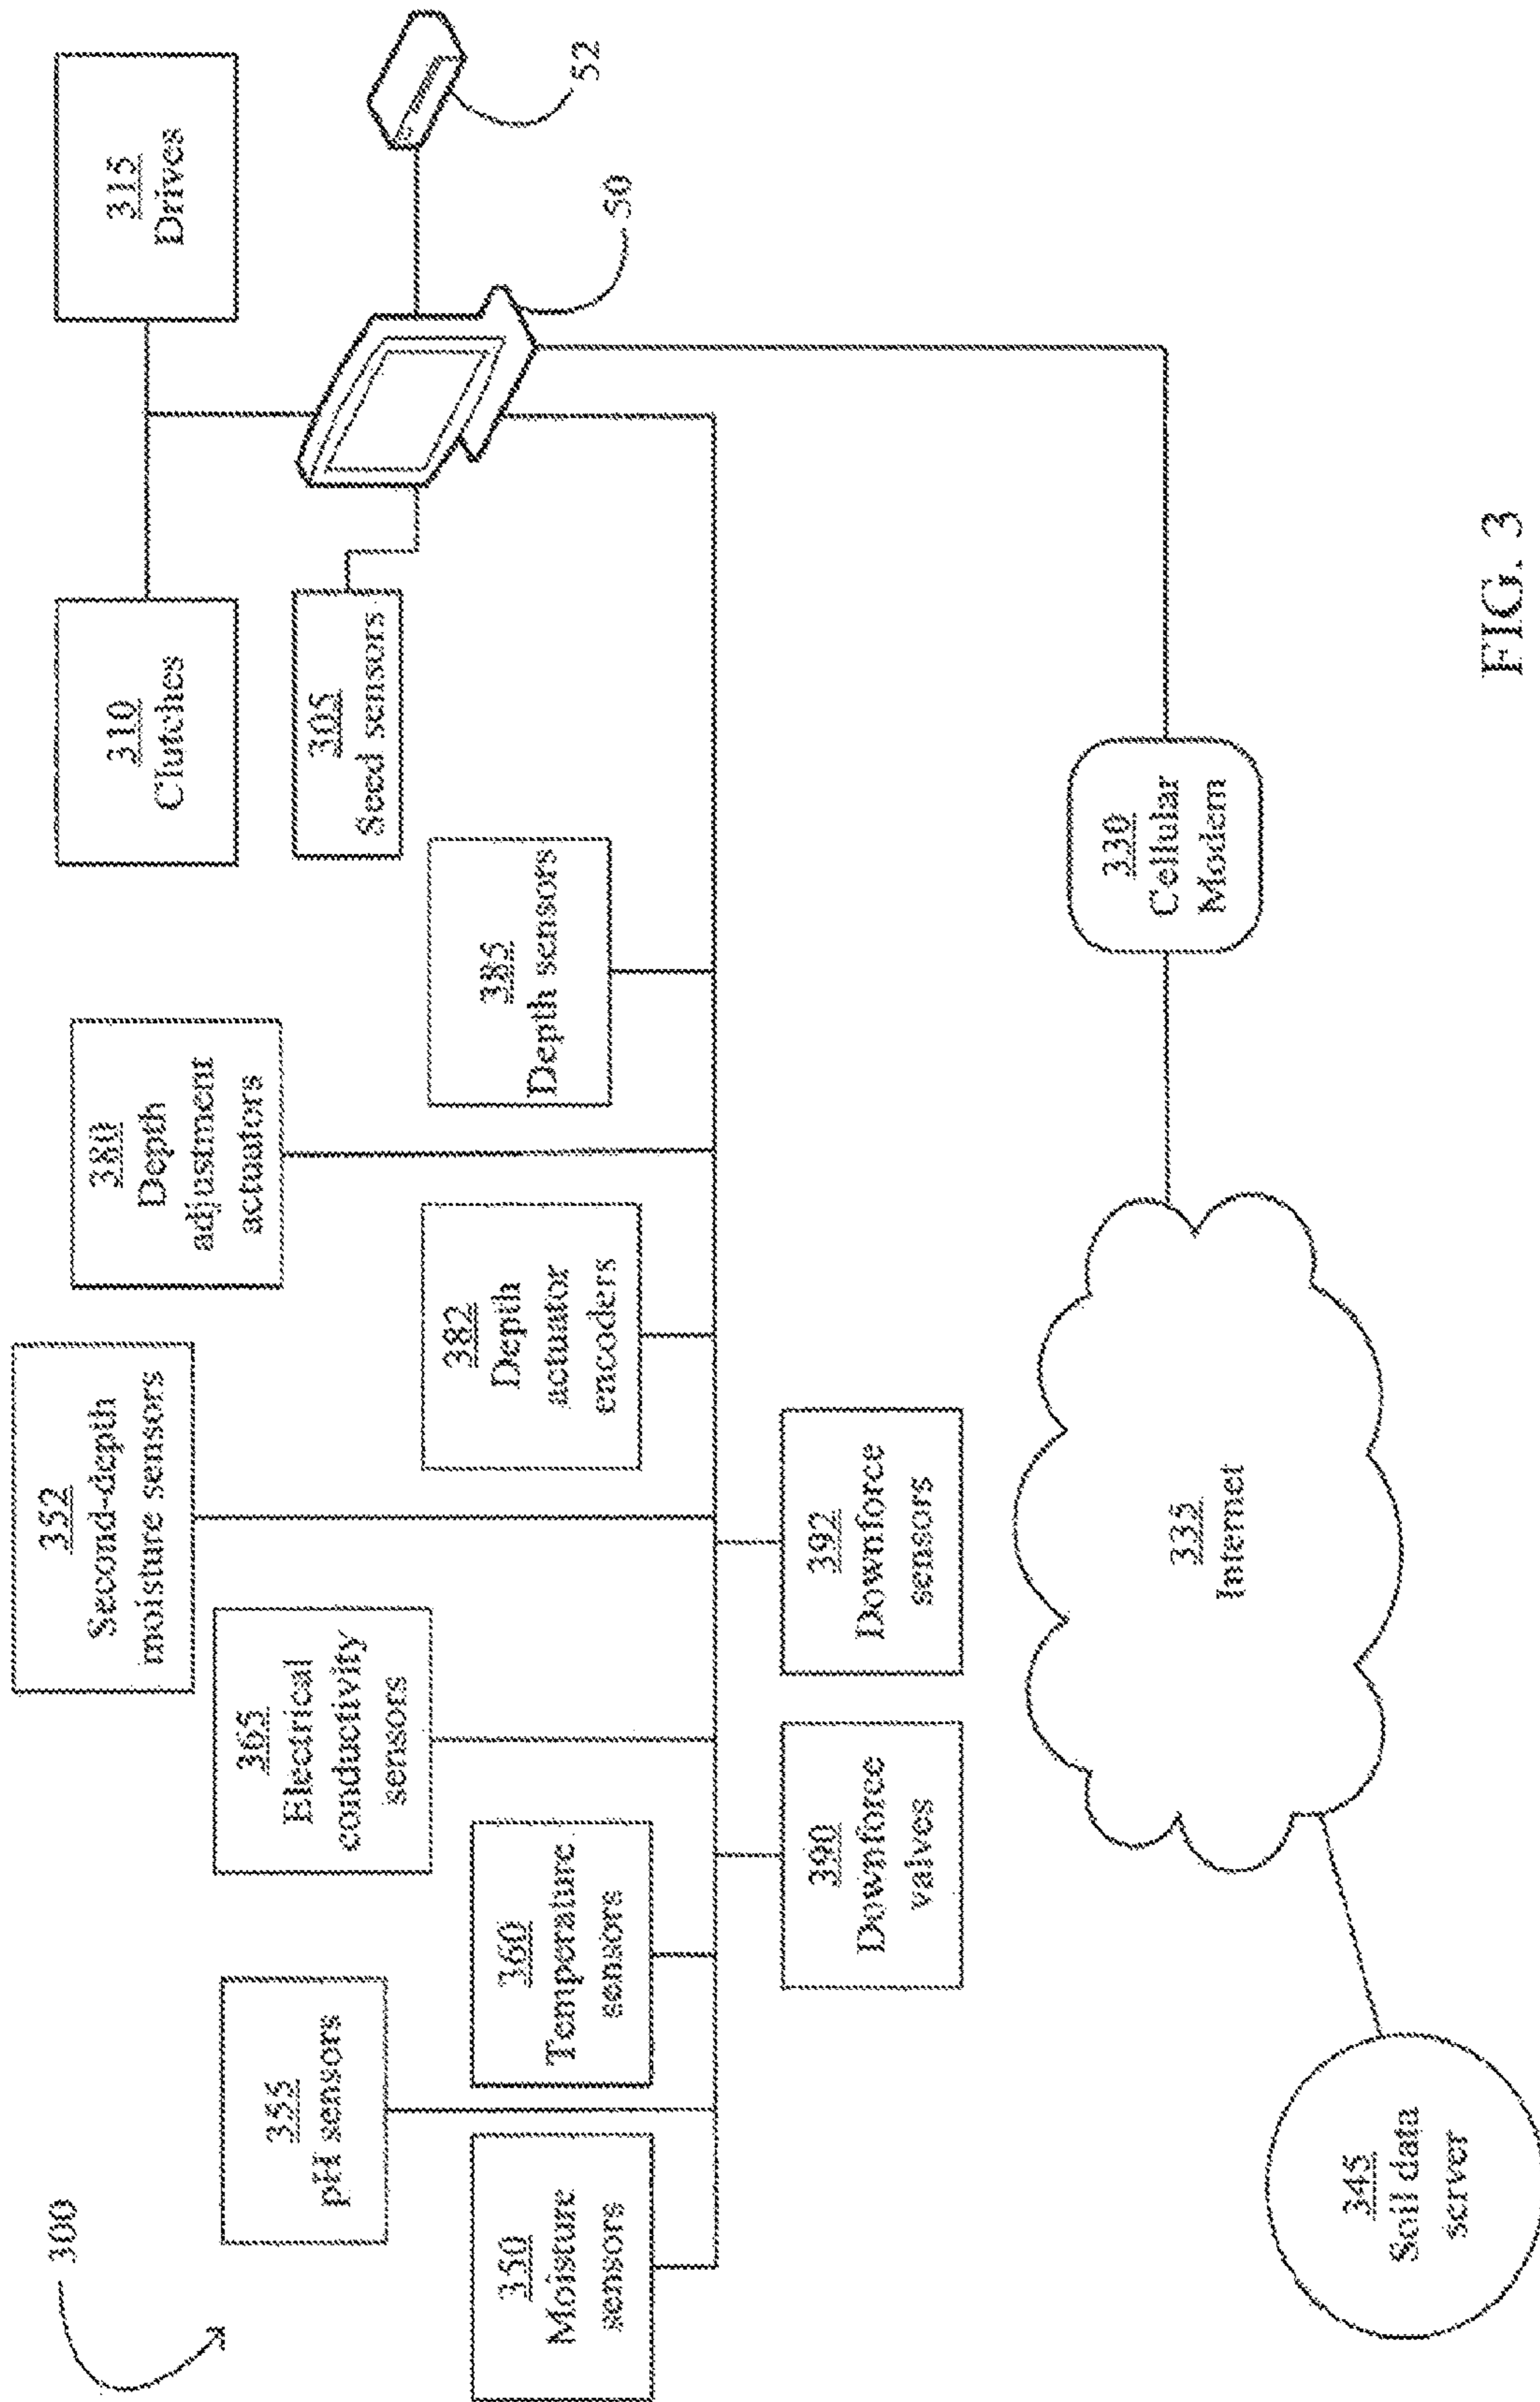 300
352
Second-depth
moisture sensors
380
Depth
adjustment
actuators
310
Clutches
315
Drives
355
pH sensors
365
Electrical
conductivity
sensors
305
Seed sensors
52
350
Moisture
sensors
360
Temperature
sensors
382
Depth
actuator
encoders
385
Depth sensors
50
390
Downforce
valves
392
Downforce
sensors
330
Cellular
Modem
335
Internet
345
Soil data
server
FIG. 3